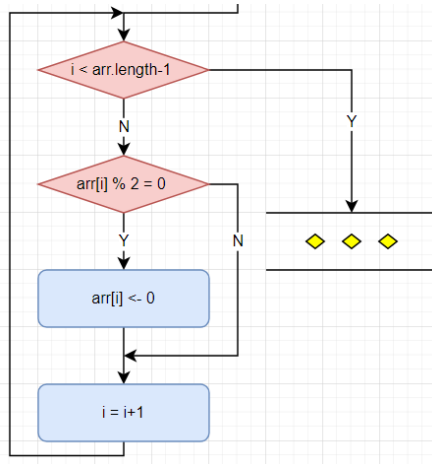 i < arr.length-1
Y
N
arr[i] % 2 = 0
Y
N
arr[i] <- 0
i = i+1